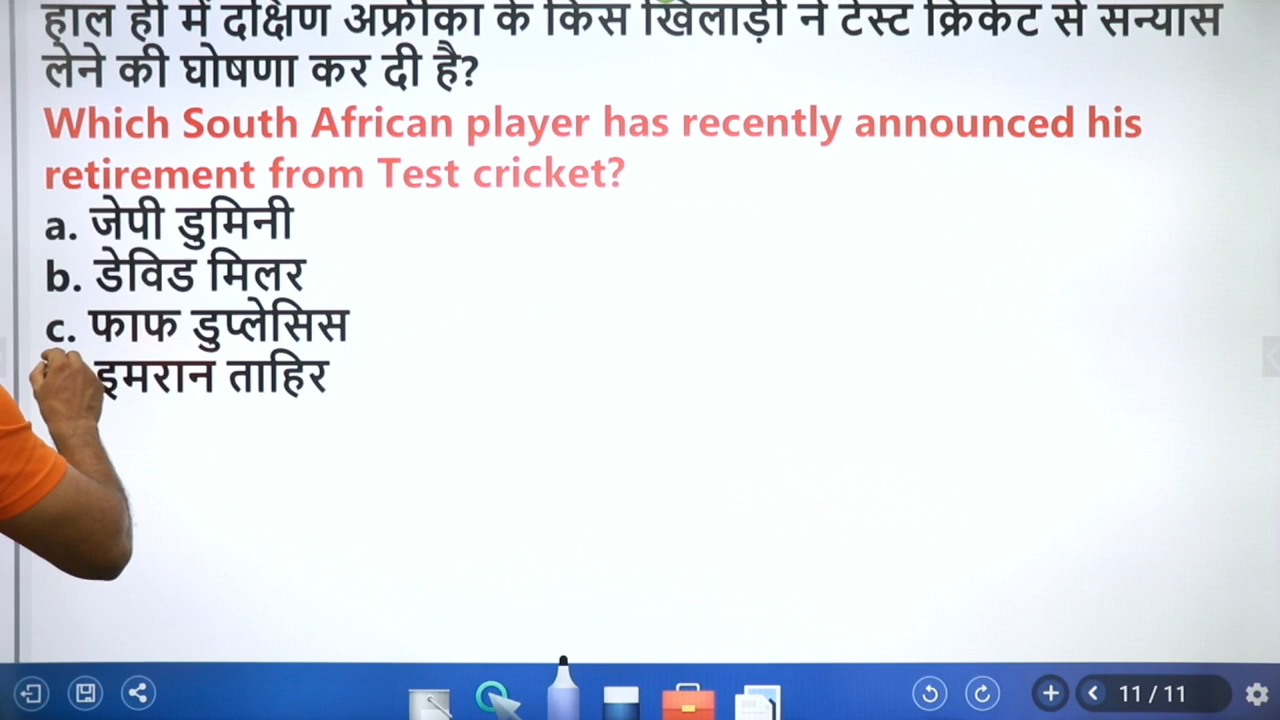 हाल ही में दक्षिण अफ्रीका के किस खिलाड़ी ने टेस्ट क्रिकेट से सन्यास
लेने की घोषणा कर दी है?
Which South African player has recently announced his
retirement from Test cricket?
a. जेपी डुमिनी
b. डेविड मिलर
c. फाफ डुप्लेसिस
इमरान ताहिर
11 / 11